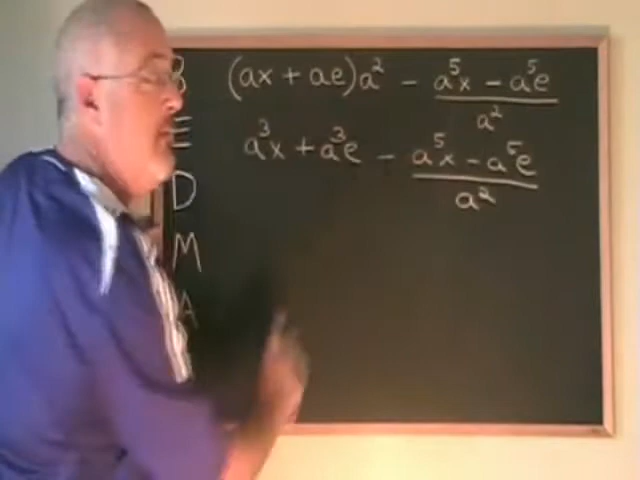 B
E
D
M
A
(ax + ae)a² - (a⁵x - a⁵e)/a²
a³x + a³e - (a⁵x - a⁵e)/a²